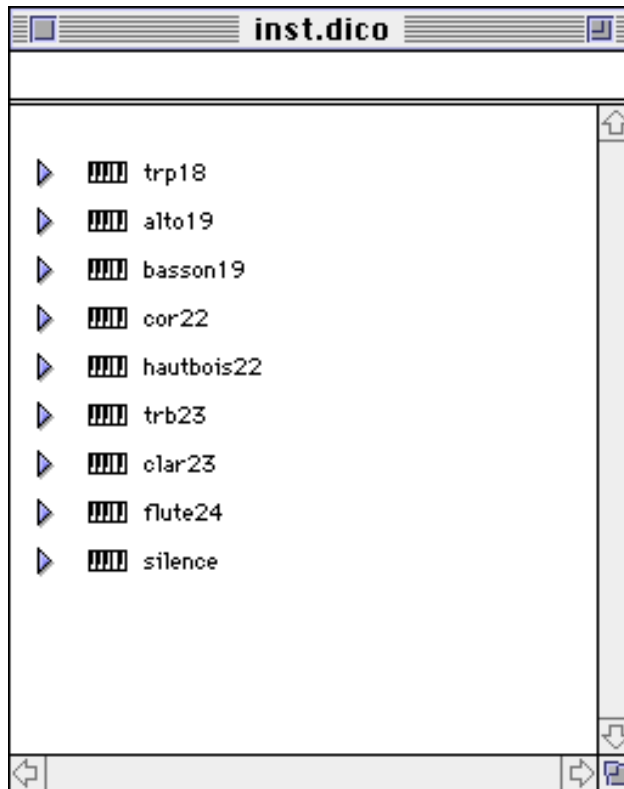 inst.dico
trp18
alto19
basson19
cor22
hautbois22
trb23
clar23
flute24
silence